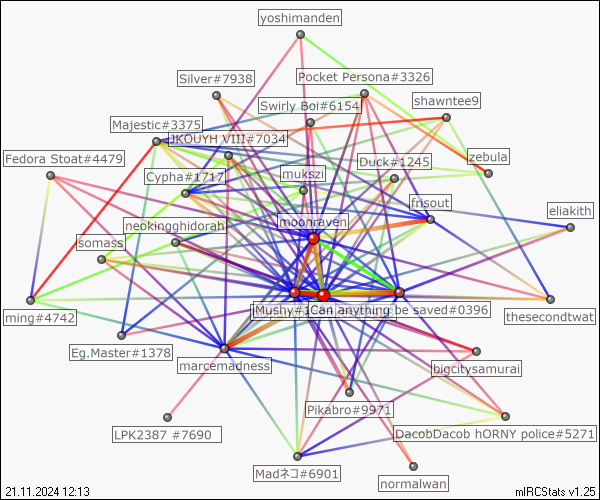 yoshimanden
Silver#7938
Pocket Persona#3326
Swirly Boi#6154
shawntee9
Majestic#3375
JKOUYH VIII#7034
Fedora Stoat#4479
Duck#1245
zebula
Cypha#1717
mukszi
frisout
eliakith
neokingghidorah
moonraven
somass
Mushy#1
Can anything be saved#0396
ming#4742
thesecondtwat
Eg.Master#1378
marcemadness
bigcitysamurai
Pikabro#9971
LPK2387 #7690
DacobDacob hORNY police#5271
Madネコ#6901
normalwan
21.11.2024 12:13
mIRCStats v1.25